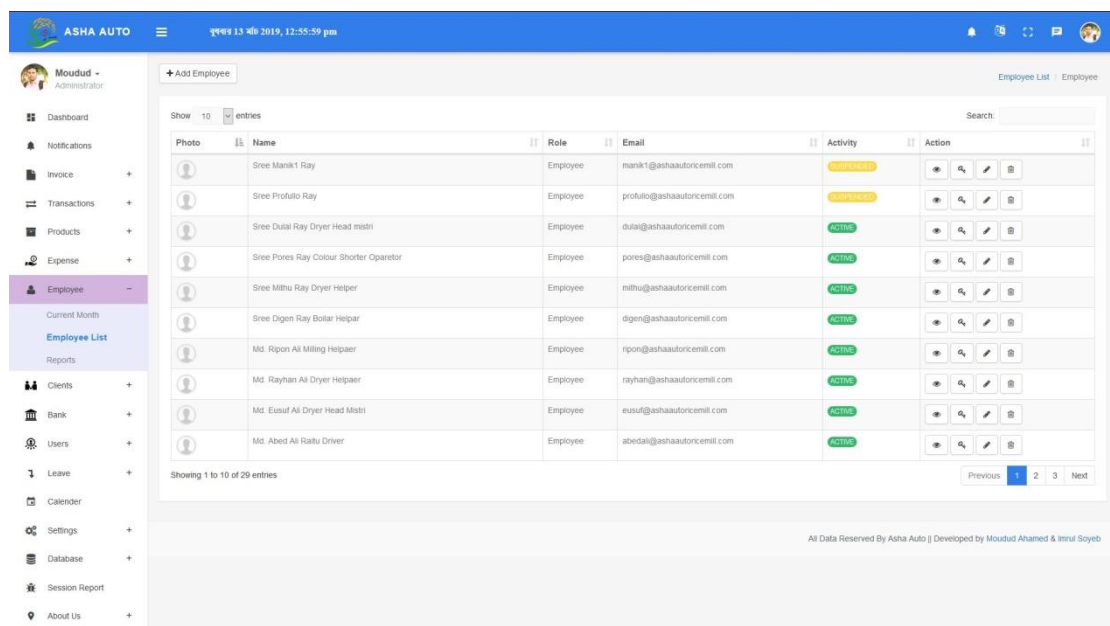 ASHA AUTO
বুধবার 13 মার্চ 2019, 12:55:59 pm
Moudud
Administrator
+ Add Employee
Employee List / Employee
Dashboard
Notifications
Invoice +
Transactions +
Products +
Expense +
Employee -
Current Month
Employee List
Reports
Clients +
Bank +
Users +
Leave +
Calender
Settings +
Database +
Session Report
About Us +
Show 10 entries
Search:
Photo Name Role Email Activity Action
Sree Manik1 Ray Employee manik1@ashaautoricemill.com SUSPENDED
Sree Profullo Ray Employee profullo@ashaautoricemill.com SUSPENDED
Sree Dulal Ray Dryer Head mistri Employee dulal@ashaautoricemill.com ACTIVE
Sree Pores Ray Colour Shorter Oparetor Employee pores@ashaautoricemill.com ACTIVE
Sree Mithu Ray Dryer Helper Employee mithu@ashaautoricemill.com ACTIVE
Sree Digen Ray Boilar Helpar Employee digen@ashaautoricemill.com ACTIVE
Md. Ripon Ali Milling Helpaer Employee ripon@ashaautoricemill.com ACTIVE
Md. Rayhan Ali Dryer Helpaer Employee rayhan@ashaautoricemill.com ACTIVE
Md. Eusuf Ali Dryer Head Mistri Employee eusuf@ashaautoricemill.com ACTIVE
Md. Abed Ali Raitu Driver Employee abedali@ashaautoricemill.com ACTIVE
Showing 1 to 10 of 29 entries
Previous 1 2 3 Next
All Data Reserved By Asha Auto || Developed by Moudud Ahamed & Imrul Soyeb